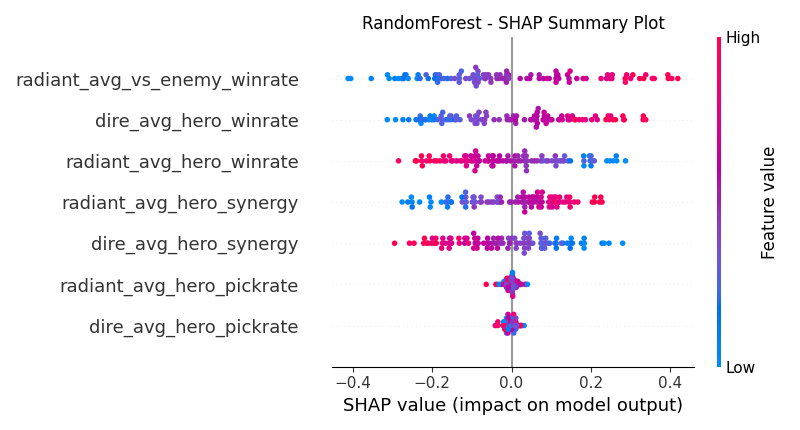 RandomForest - SHAP Summary Plot
High
radiant_avg_vs_enemy_winrate
dire_avg_hero_winrate
radiant_avg_hero_winrate
radiant_avg_hero_synergy
dire_avg_hero_synergy
radiant_avg_hero_pickrate
dire_avg_hero_pickrate
Feature value
Low
−0.4 −0.2 0.0 0.2 0.4
SHAP value (impact on model output)